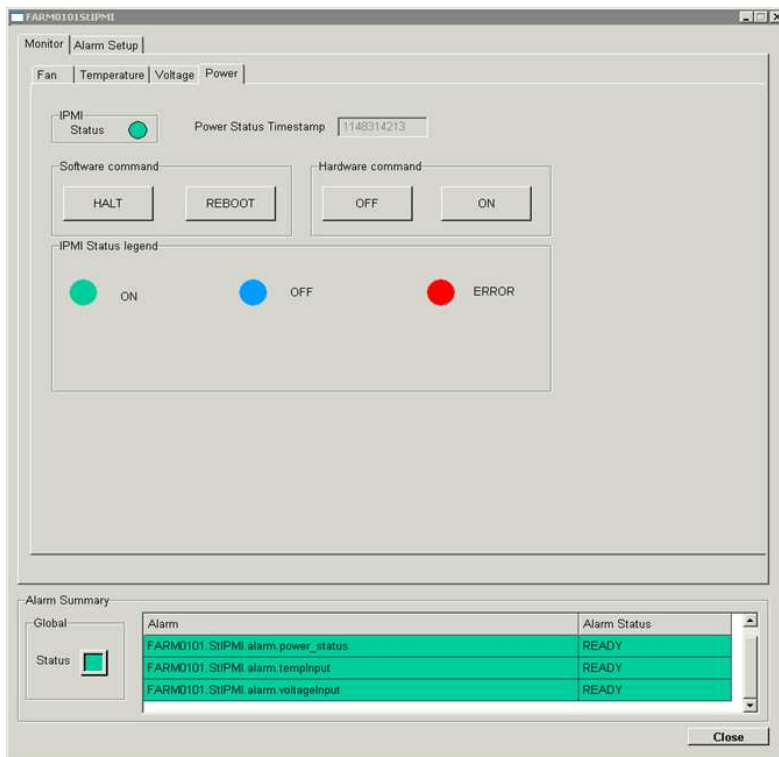 FARM0101StIPMI
Monitor Alarm Setup
Fan Temperature Voltage Power
IPMI
Status
Power Status Timestamp 1148314213
Software command Hardware command
HALT REBOOT OFF ON
IPMI Status legend
ON OFF ERROR
Alarm Summary
Global
Status
Alarm Alarm Status
FARM0101.StIPMI.alarm.power_status READY
FARM0101.StIPMI.alarm.tempInput READY
FARM0101.StIPMI.alarm.voltageInput READY
Close